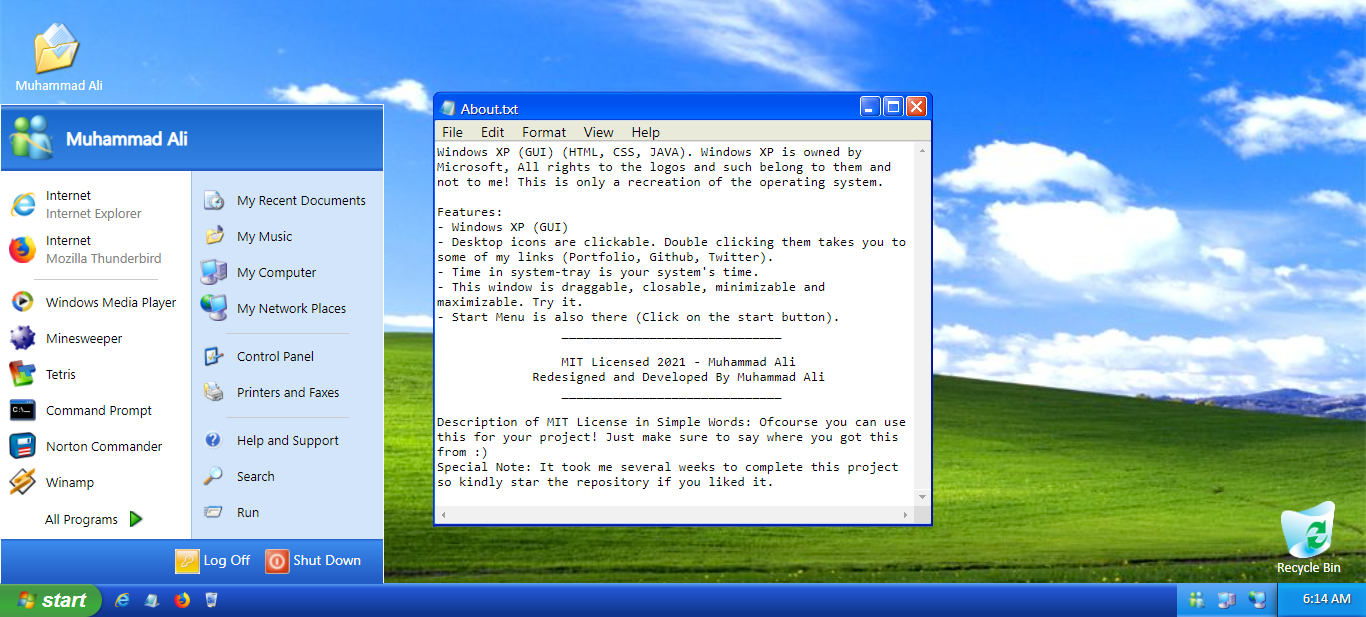 Muhammad Ali
Muhammad Ali
Internet
Internet Explorer
Internet
Mozilla Thunderbird
Windows Media Player
Minesweeper
Tetris
Command Prompt
Norton Commander
Winamp
All Programs
My Recent Documents
My Music
My Computer
My Network Places
Control Panel
Printers and Faxes
Help and Support
Search
Run
Log Off
Shut Down
About.txt
File Edit Format View Help
Windows XP (GUI) (HTML, CSS, JAVA). Windows XP is owned by
Microsoft, All rights to the logos and such belong to them and
not to me! This is only a recreation of the operating system.
Features:
- Windows XP (GUI)
- Desktop icons are clickable. Double clicking them takes you to
some of my links (Portfolio, Github, Twitter).
- Time in system-tray is your system's time.
- This window is draggable, closable, minimizable and
maximizable. Try it.
- Start Menu is also there (Click on the start button).
MIT Licensed 2021 - Muhammad Ali
Redesigned and Developed By Muhammad Ali
Description of MIT License in Simple Words: Ofcourse you can use
this for your project! Just make sure to say where you got this
from :)
Special Note: It took me several weeks to complete this project
so kindly star the repository if you liked it.
Recycle Bin
start
6:14 AM